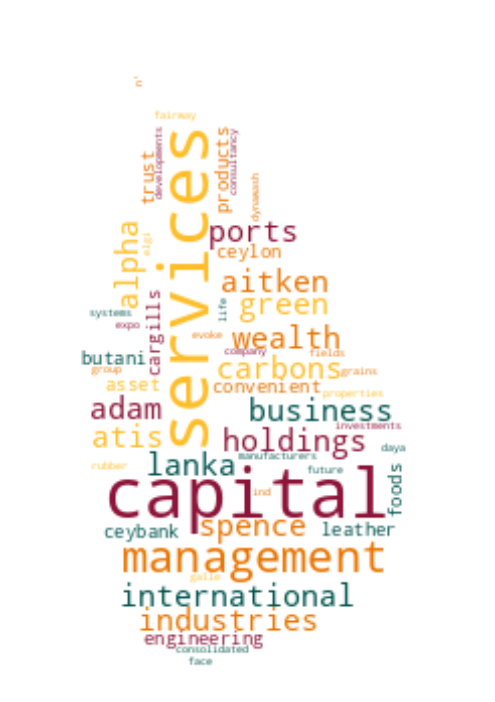 n'
fairway
services
developments
trust
products
consultancy
dynawash
alpha
elgi
ports
ceylon
aitken
green
cargills
life
systems
expo
evoke
wealth
butani
company
fields
group
carbons
grains
asset
convenient
properties
adam
business
atis
holdings
investments
manufacturers
daya
rubber
lanka
future
foods
capital
ind
ceybank
spence
leather
management
galle
international
industries
engineering
consolidated
face